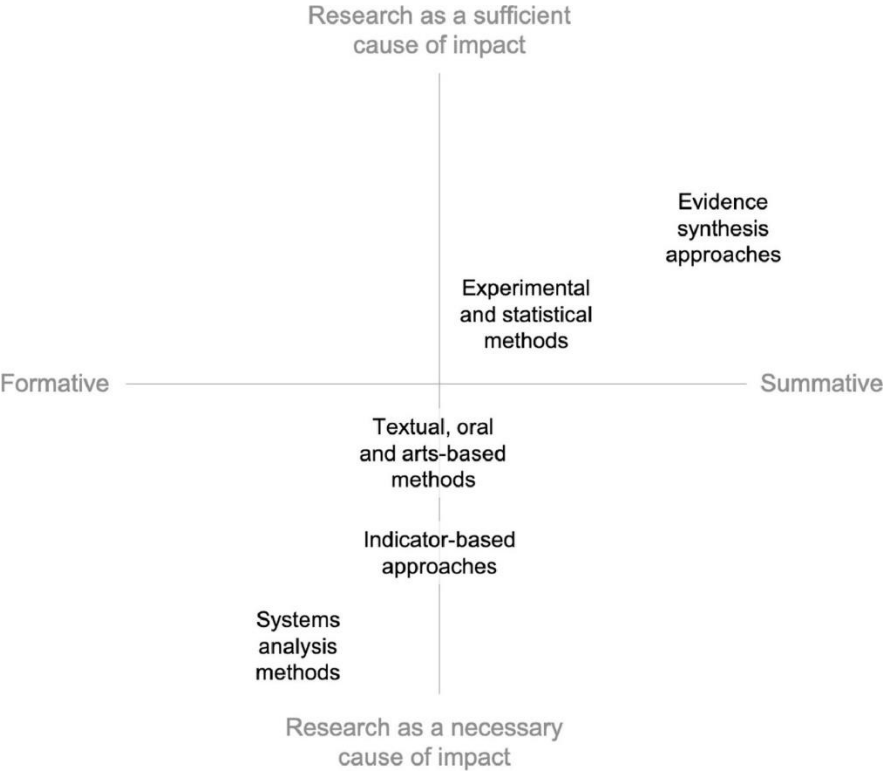 Research as a sufficient
cause of impact
Evidence
synthesis
approaches
Experimental
and statistical
methods
Formative
Summative
Textual, oral
and arts-based
methods
Indicator-based
approaches
Systems
analysis
methods
Research as a necessary
cause of impact